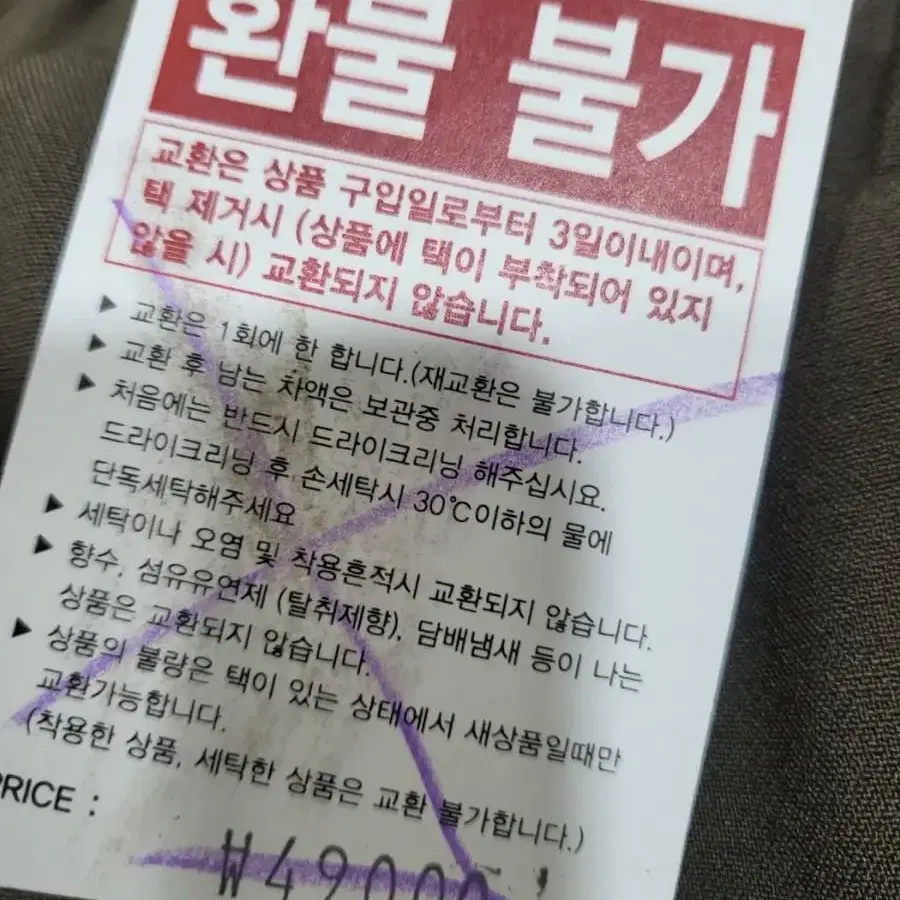 환불 불가
교환은 상품 구입일로부터 3일이내이며,
택 제거시 (상품에 택이 부착되어 있지
않을 시) 교환되지 않습니다.
▶ 교환은 1회에 한 합니다.(재교환은 불가합니다.)
▶ 교환 후 남는 차액은 보관중 처리합니다.
▶ 처음에는 반드시 드라이크리닝 해주십시요.
드라이크리닝 후 손세탁시 30℃이하의 물에
단독세탁해주세요
▶ 세탁이나 오염 및 착용흔적시 교환되지 않습니다.
▶ 향수, 섬유유연제 (탈취제향), 담배냄새 등이 나는
상품은 교환되지 않습니다.
▶ 상품의 불량은 택이 있는 상태에서 새상품일때만
교환가능합니다.
(착용한 상품, 세탁한 상품은 교환 불가합니다.)
PRICE :
₩49000